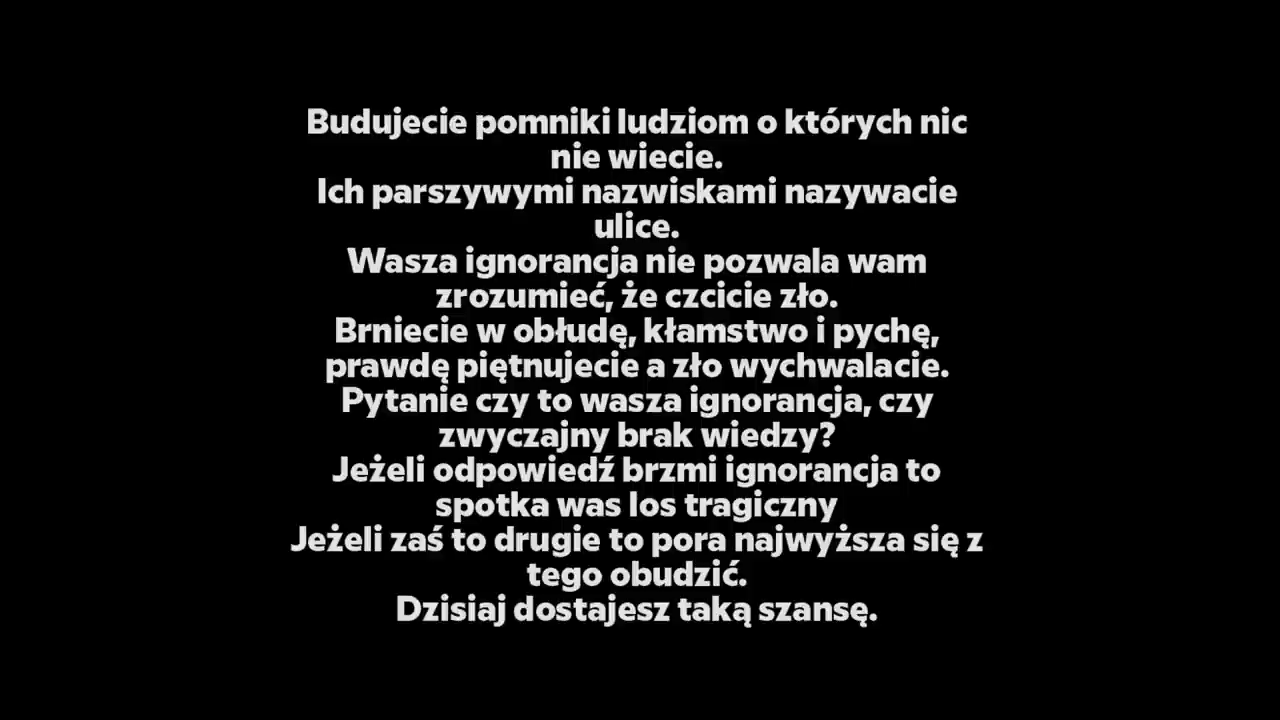 Budujecie pomniki ludziom o których nic
nie wiecie.
Ich parszywymi nazwiskami nazywacie
ulice.
Wasza ignorancja nie pozwala wam
zrozumieć, że czcicie zło.
Brniecie w obłudę, kłamstwo i pychę,
prawdę piętnujecie a zło wychwalacie.
Pytanie czy to wasza ignorancja, czy
zwyczajny brak wiedzy?
Jeżeli odpowiedź brzmi ignorancja to
spotka was los tragiczny
Jeżeli zaś to drugie to pora najwyższa się z
tego obudzić.
Dzisiaj dostajesz taką szansę.